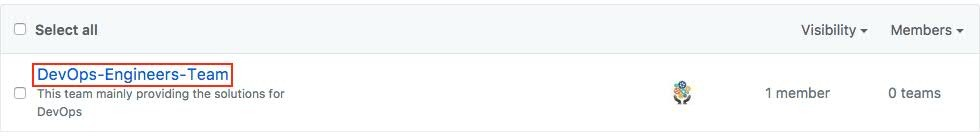 Select all Visibility Members
DevOps-Engineers-Team
This team mainly providing the solutions for
DevOps
1 member 0 teams